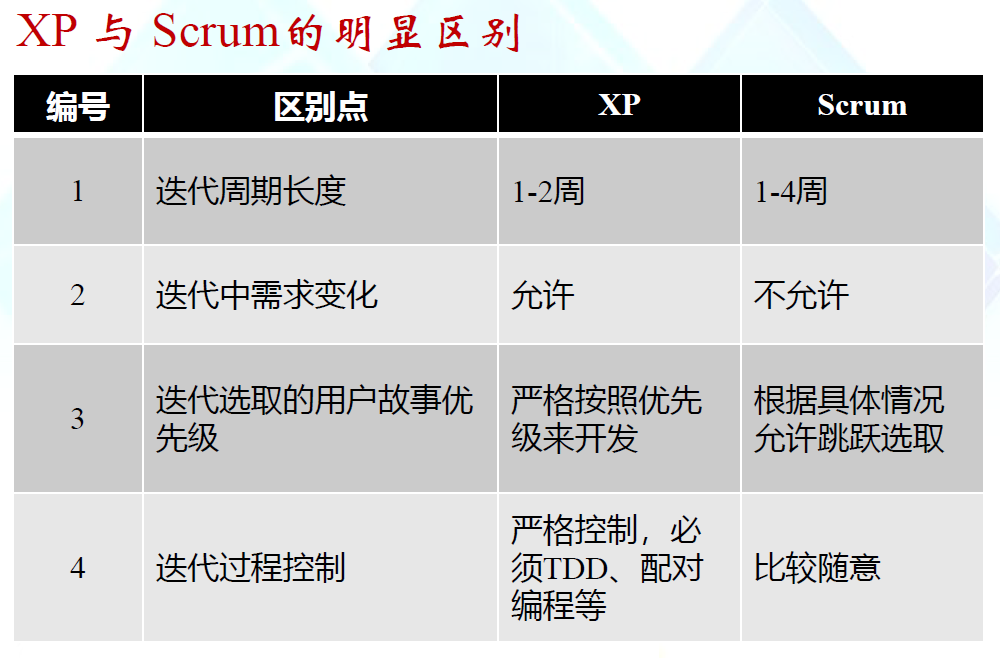 XP 与 Scrum的明显区别
编号 区别点 XP Scrum
1 迭代周期长度 1-2周 1-4周
2 迭代中需求变化 允许 不允许
3 迭代选取的用户故事优
先级 严格按照优先
级来开发 根据具体情况
允许跳跃选取
4 迭代过程控制 严格控制，必
须TDD、配对
编程等 比较随意